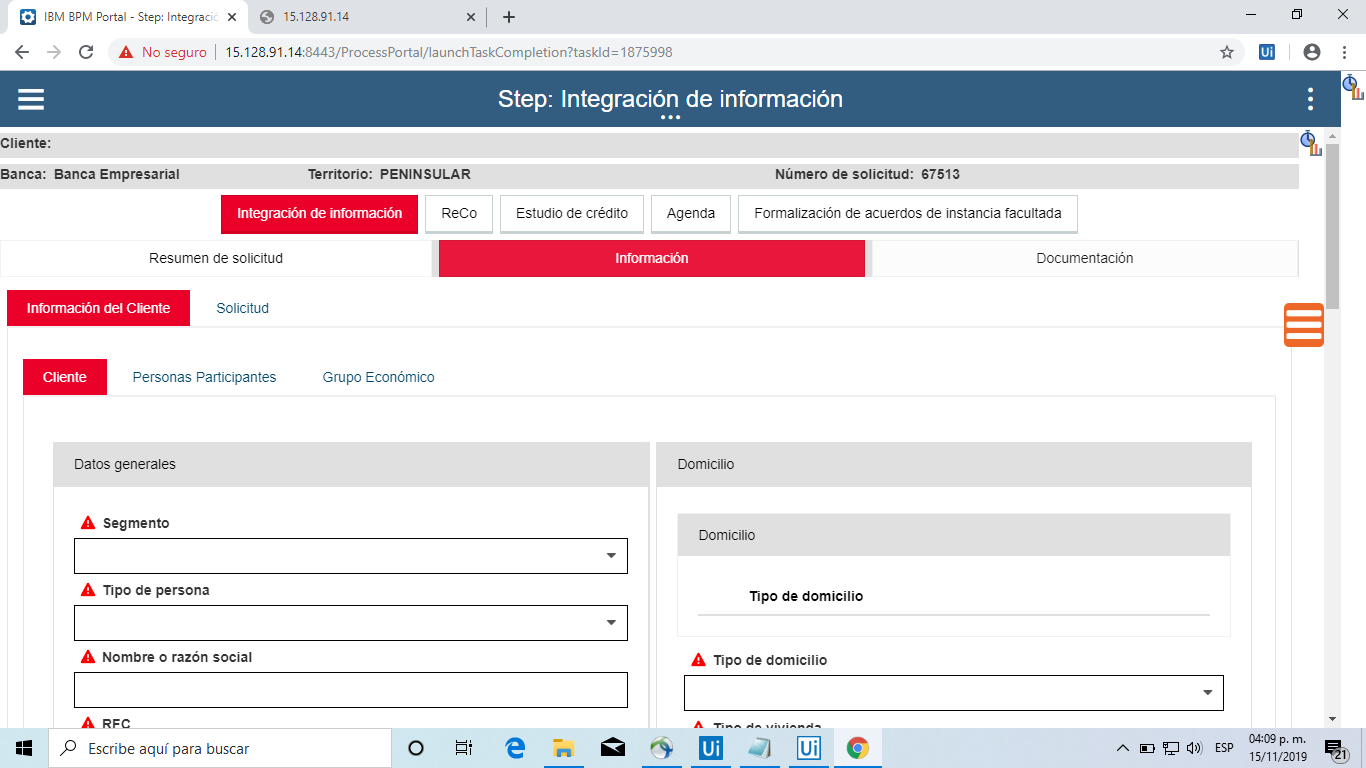 IBM BPM Portal - Step: Integració
15.128.91.14
No seguro
15.128.91.14:8443/ProcessPortal/launchTaskCompletion?taskId=1875998
Ui
Step: Integración de información
Cliente:
Banca: Banca Empresarial Territorio: PENINSULAR Número de solicitud: 67513
Integración de información ReCo Estudio de crédito Agenda Formalización de acuerdos de instancia facultada
Resumen de solicitud Información Documentación
Información del Cliente Solicitud
Cliente Personas Participantes Grupo Económico
Datos generales
Segmento
Tipo de persona
Nombre o razón social
RFC
Domicilio
Domicilio
Tipo de domicilio
Tipo de domicilio
Tipo de vivienda
Escribe aquí para buscar
Ui
Ui
ESP
04:09 p. m.
15/11/2019
21